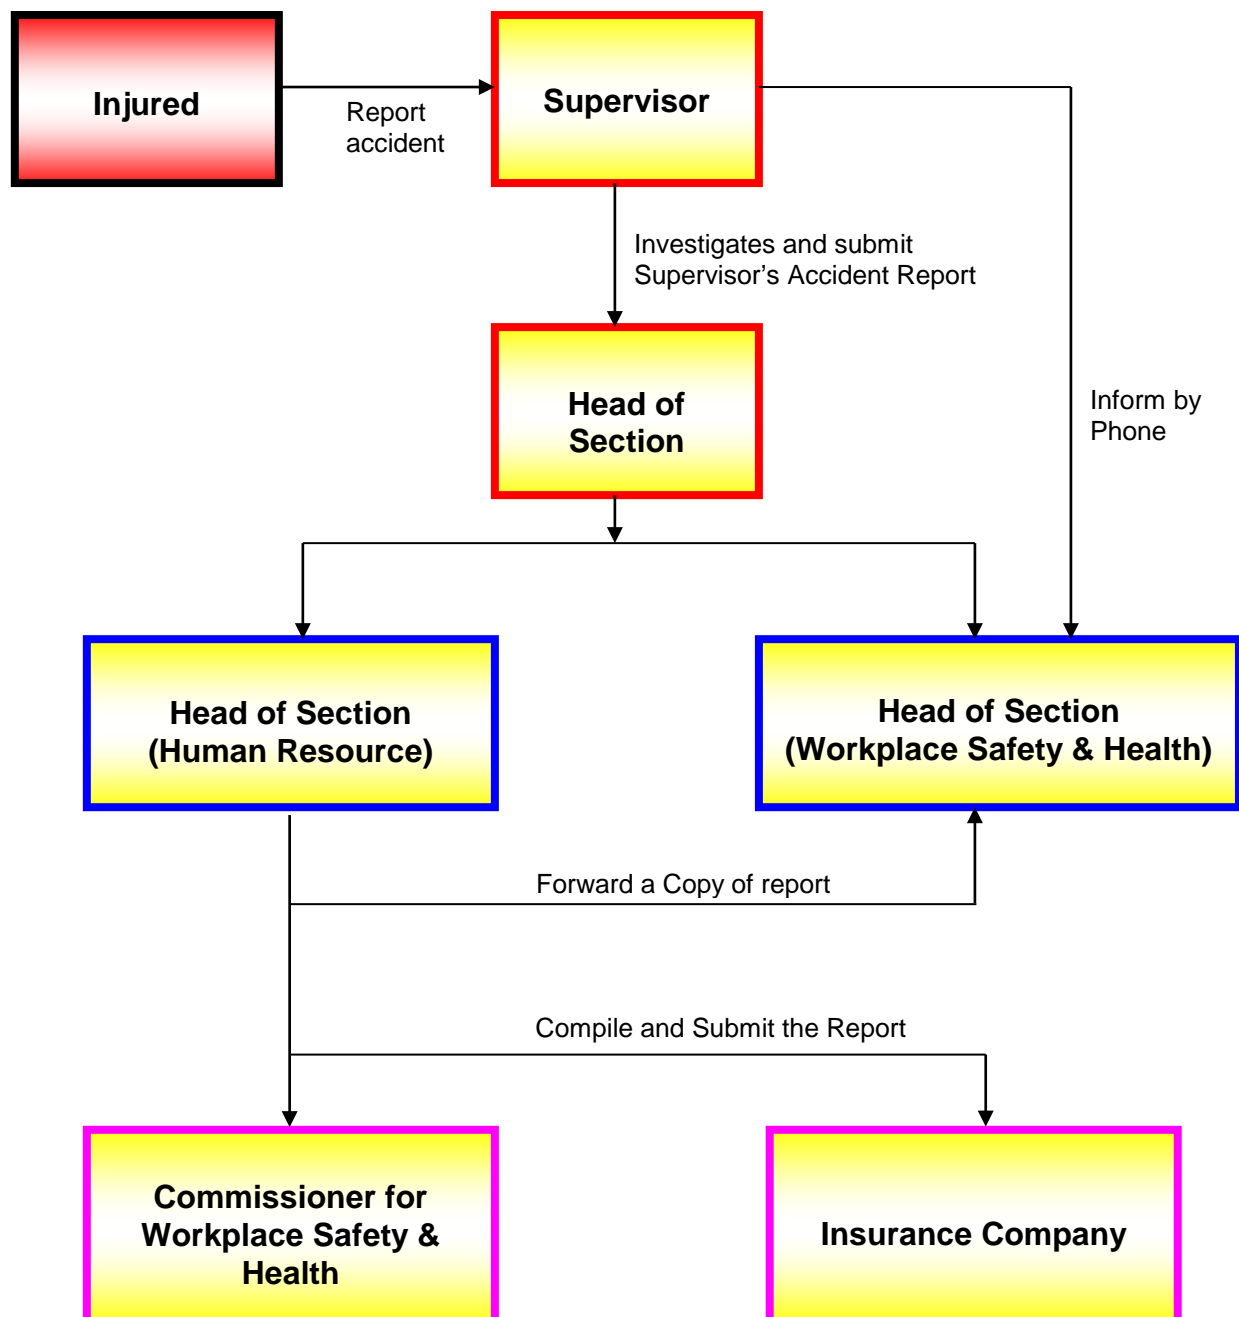 Injured
Report
accident
Supervisor
Investigates and submit
Supervisor’s Accident Report
Head of
Section
Inform by
Phone
Head of Section
(Human Resource)
Head of Section
(Workplace Safety & Health)
Forward a Copy of report
Compile and Submit the Report
Commissioner for
Workplace Safety &
Health
Insurance Company